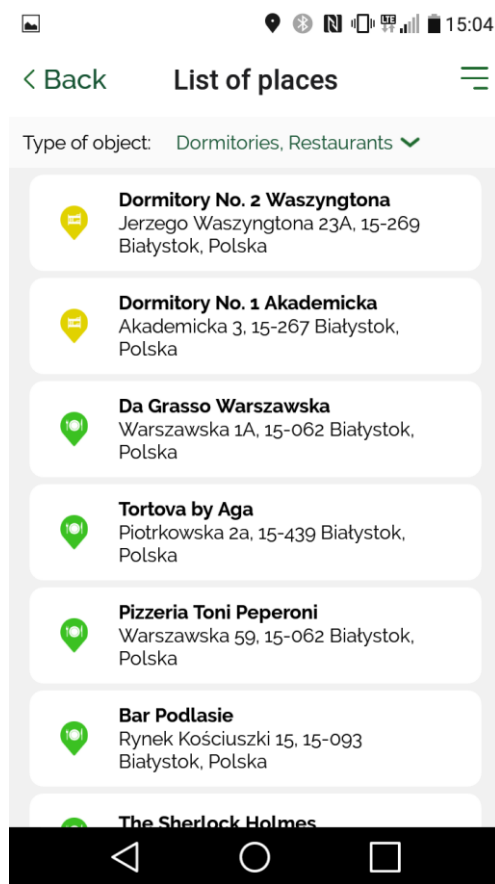 LTE 15:04
Back List of places
Type of object: Dormitories, Restaurants
Dormitory No. 2 Waszyngtona
Jerzego Waszyngtona 23A, 15-269
Białystok, Polska
Dormitory No. 1 Akademicka
Akademicka 3, 15-267 Białystok,
Polska
Da Grasso Warszawska
Warszawska 1A, 15-062 Białystok,
Polska
Tortova by Aga
Piotrkowska 2a, 15-439 Białystok,
Polska
Pizzeria Toni Peperoni
Warszawska 59, 15-062 Białystok,
Polska
Bar Podlasie
Rynek Kościuszki 15, 15-093
Białystok, Polska
The Sherlock Holmes